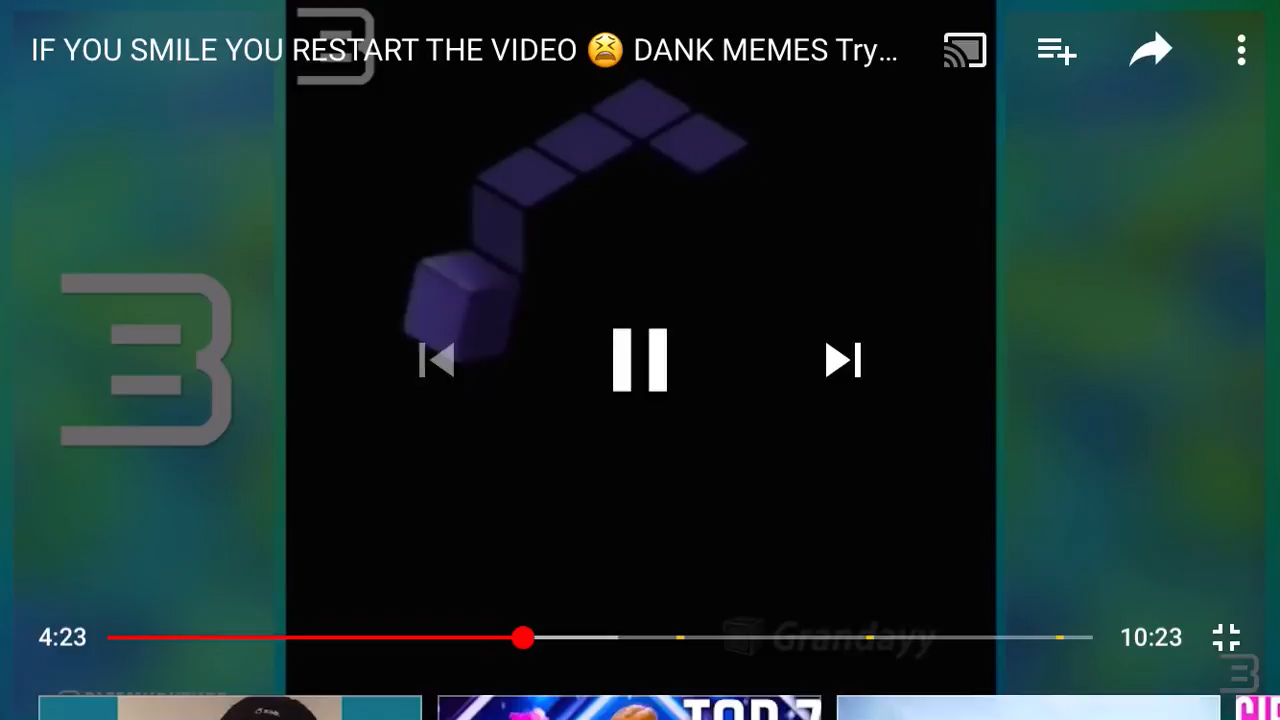 IF YOU SMILE YOU RESTART THE VIDEO 😫 DANK MEMES Try...
4:23
10:23
Grandayy
TOP 7